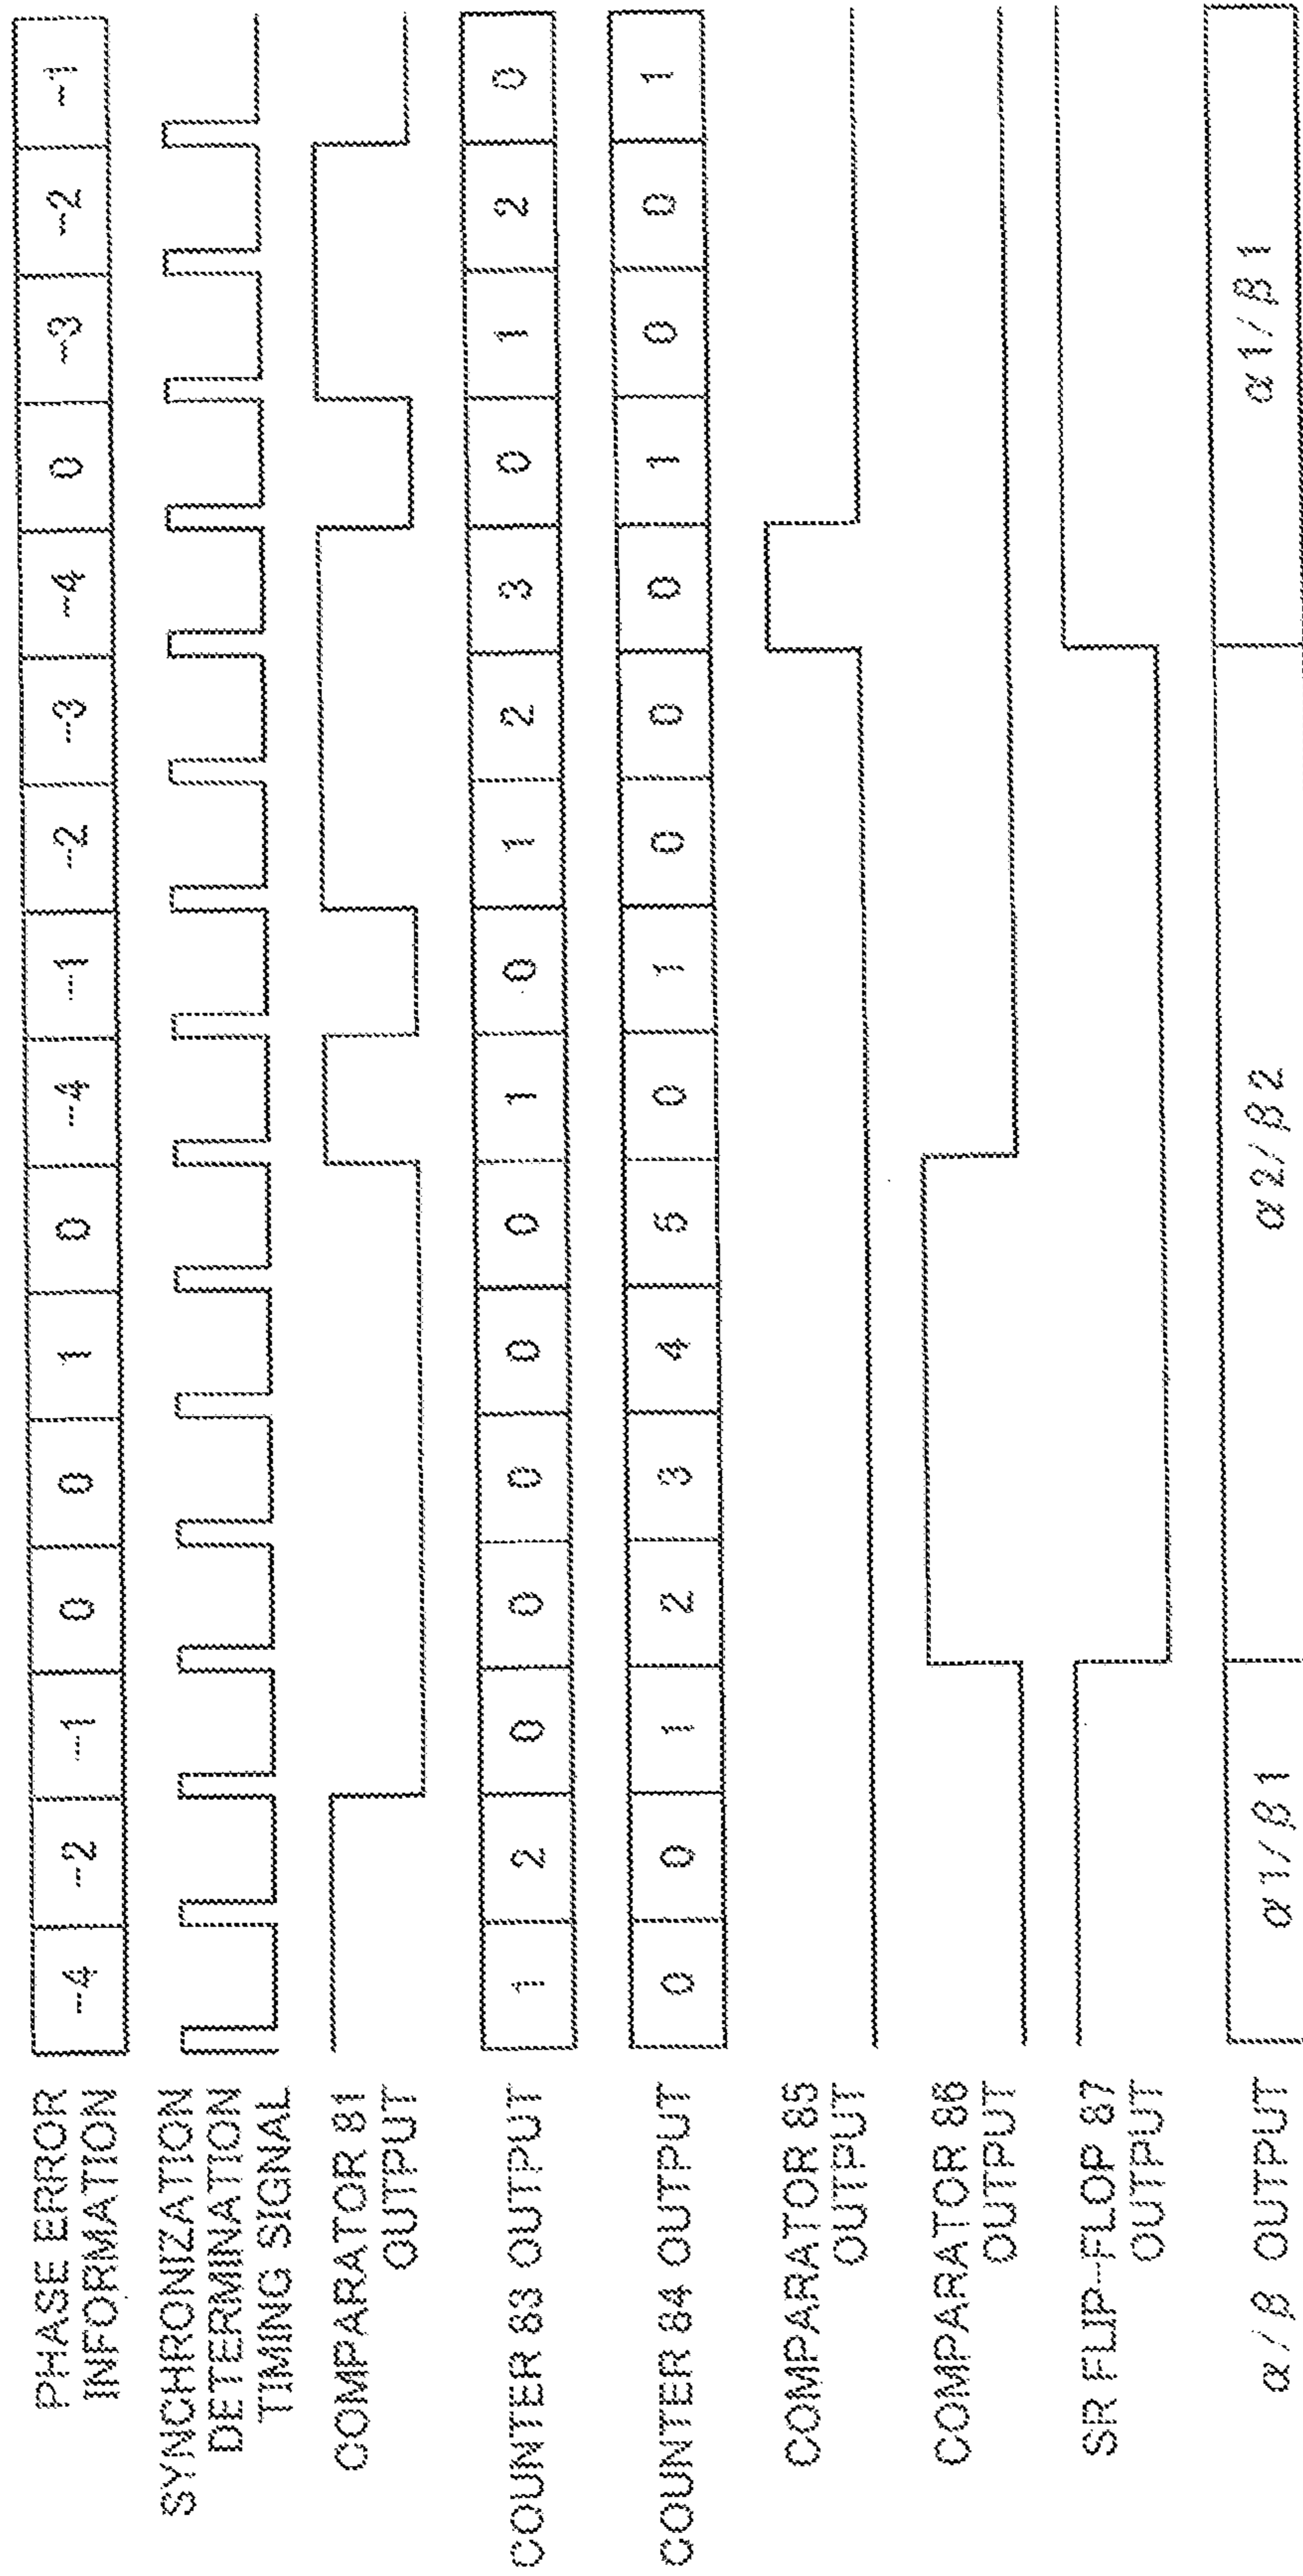 PHASE ERROR
INFORMATION
-4 -2 -1 0 0 1 0 -4 -1 -2 -3 -4 0 -3 -2 -1
SYNCHRONIZATION
DETERMINATION
TIMING SIGNAL
COMPARATOR 81
OUTPUT
COUNTER 83 OUTPUT
1 2 0 0 0 0 0 1 0 1 2 3 0 1 2 0
COUNTER 84 OUTPUT
0 0 1 2 3 4 5 0 1 0 0 0 1 0 0 1
COMPARATOR 85
OUTPUT
COMPARATOR 86
OUTPUT
SR FLIP-FLOP 87
OUTPUT
α/β OUTPUT
α1/β1 α2/β2 α1/β1